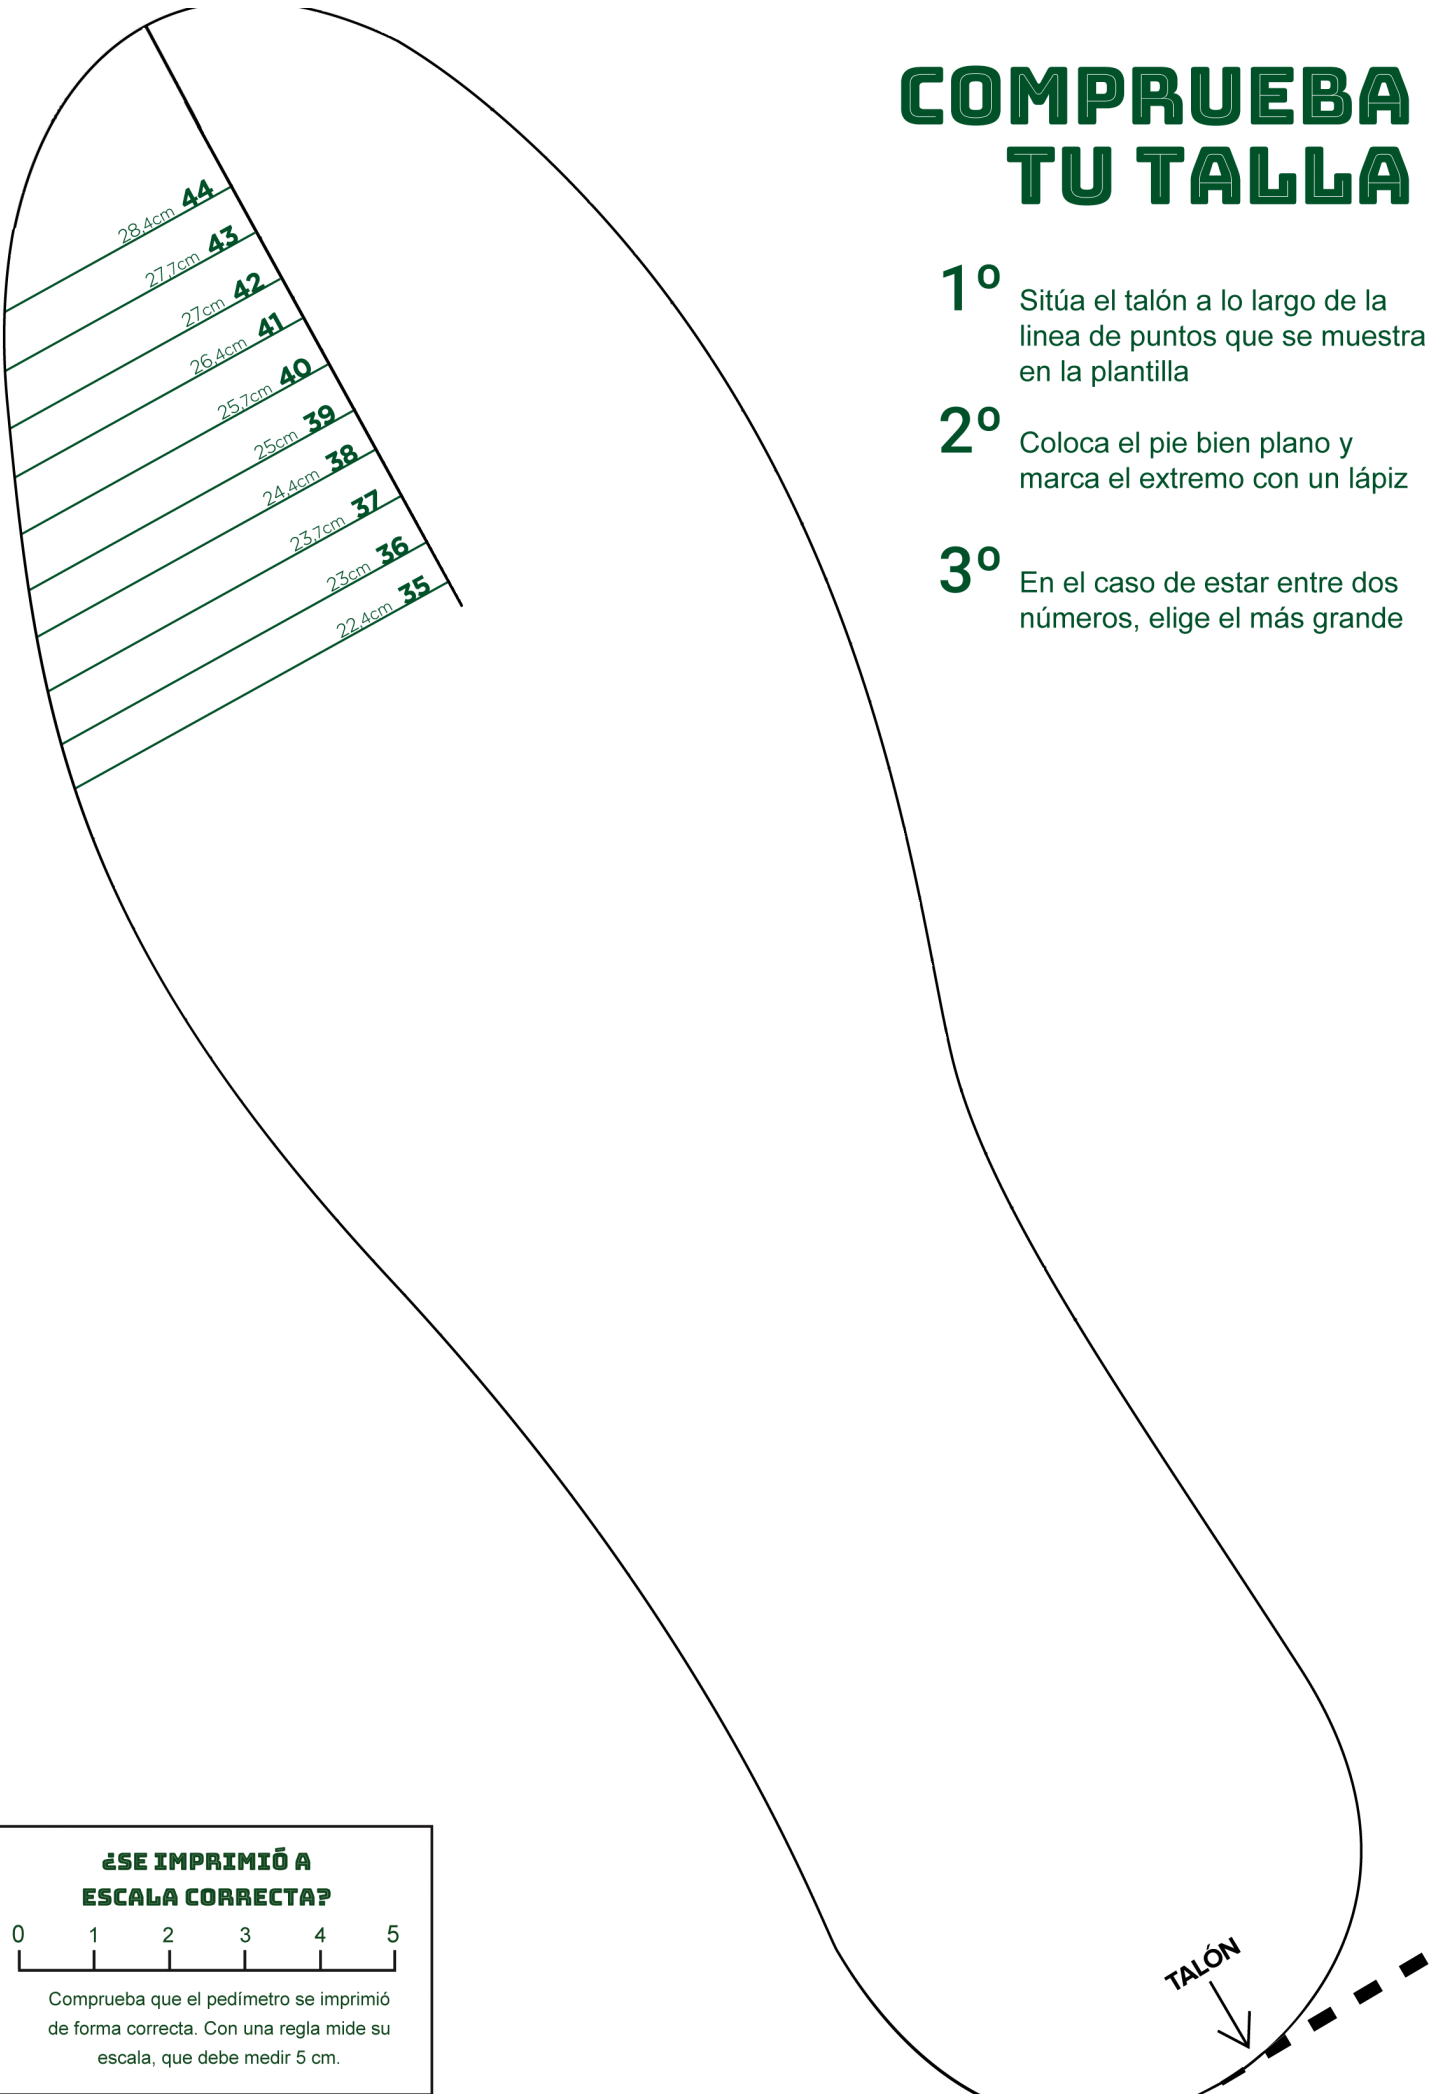 COMPRUEBA
TU TALLA
1º
Sitúa el talón a lo largo de la
linea de puntos que se muestra
en la plantilla
2º
Coloca el pie bien plano y
marca el extremo con un lápiz
3º
En el caso de estar entre dos
números, elige el más grande
28,4cm 44
27,7cm 43
27cm 42
26,4cm 41
25,7cm 40
25cm 39
24,4cm 38
23,7cm 37
23cm 36
22,4cm 35
TALÓN
¿SE IMPRIMIÓ A
ESCALA CORRECTA?
0 1 2 3 4 5
Comprueba que el pedímetro se imprimió
de forma correcta. Con una regla mide su
escala, que debe medir 5 cm.